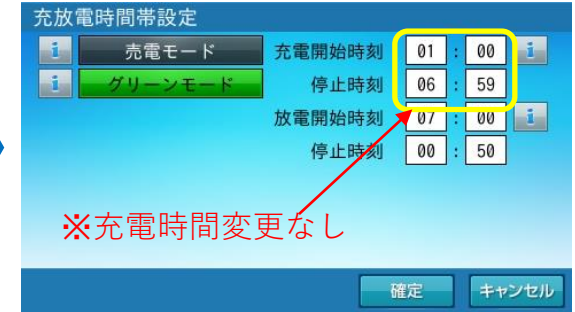 充放電時間帯設定
i 売電モード 充電開始時刻 01 : 00 i
i グリーンモード 停止時刻 06 : 59
放電開始時刻 07 : 00 i
停止時刻 00 : 50
※充電時間変更なし
確定 キャンセル